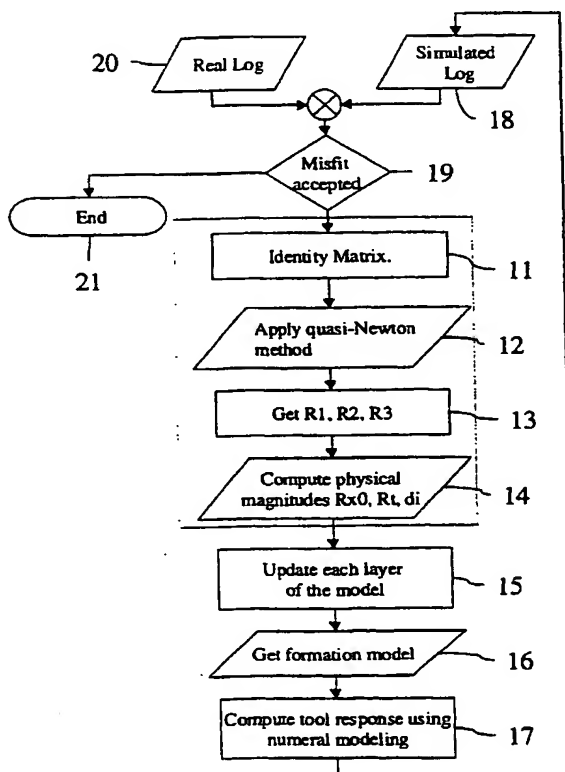 20
Real Log
Simulated
Log
18
Misfit
accepted
19
End
21
Identity Matrix.
11
Apply quasi-Newton
method
12
Get R1, R2, R3
13
Compute physical
magnitudes Rx0, Rt, di
14
Update each layer
of the model
15
Get formation model
16
Compute tool response using
numeral modeling
17